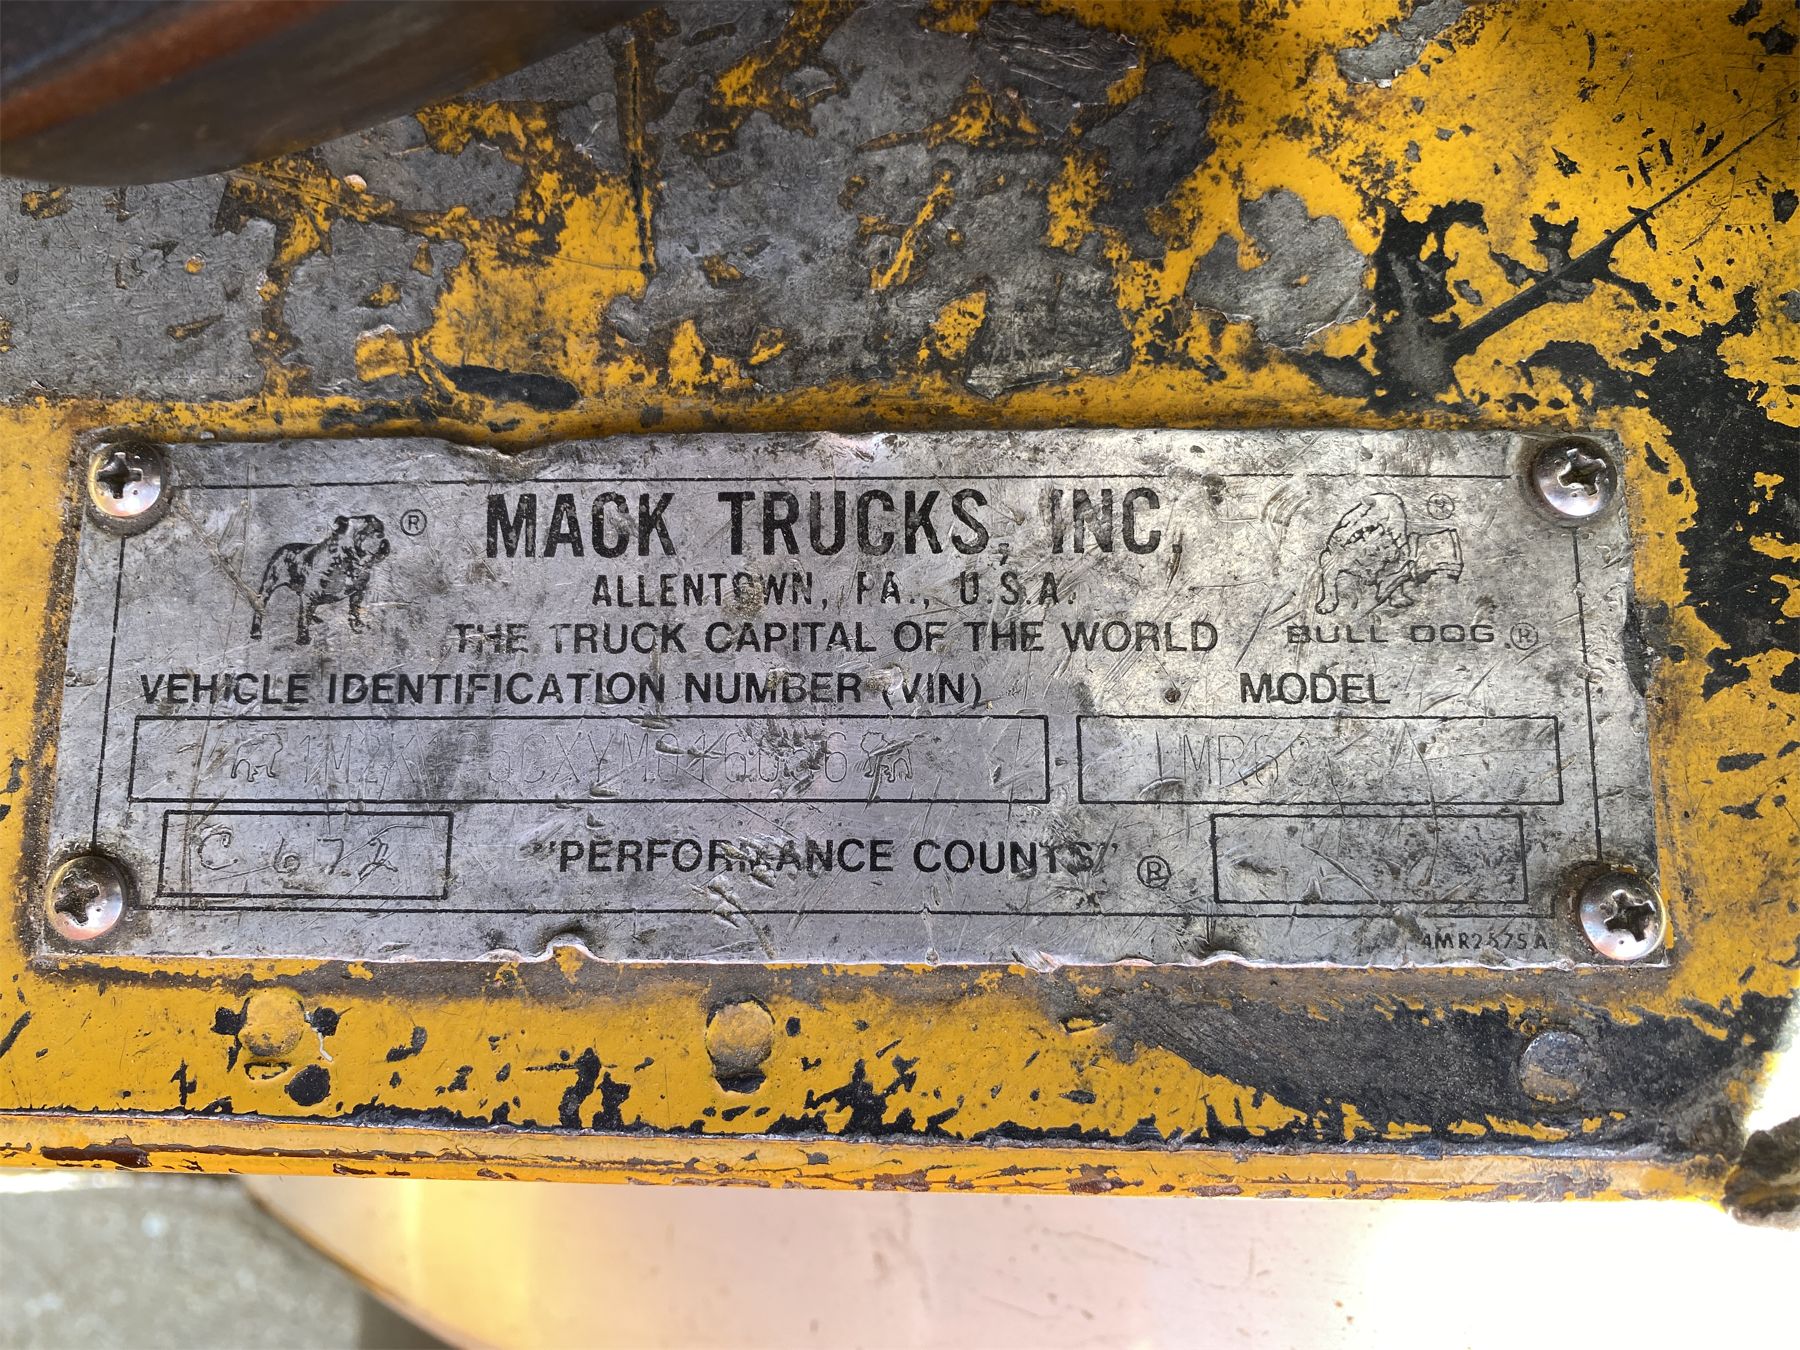 ®
MACK TRUCKS, INC.
®
ALLENTOWN, PA., U.S.A.
THE TRUCK CAPITAL OF THE WORLD
BULL DOG ®
VEHICLE IDENTIFICATION NUMBER (VIN)
MODEL
C 672
"PERFORMANCE COUNTS" ®